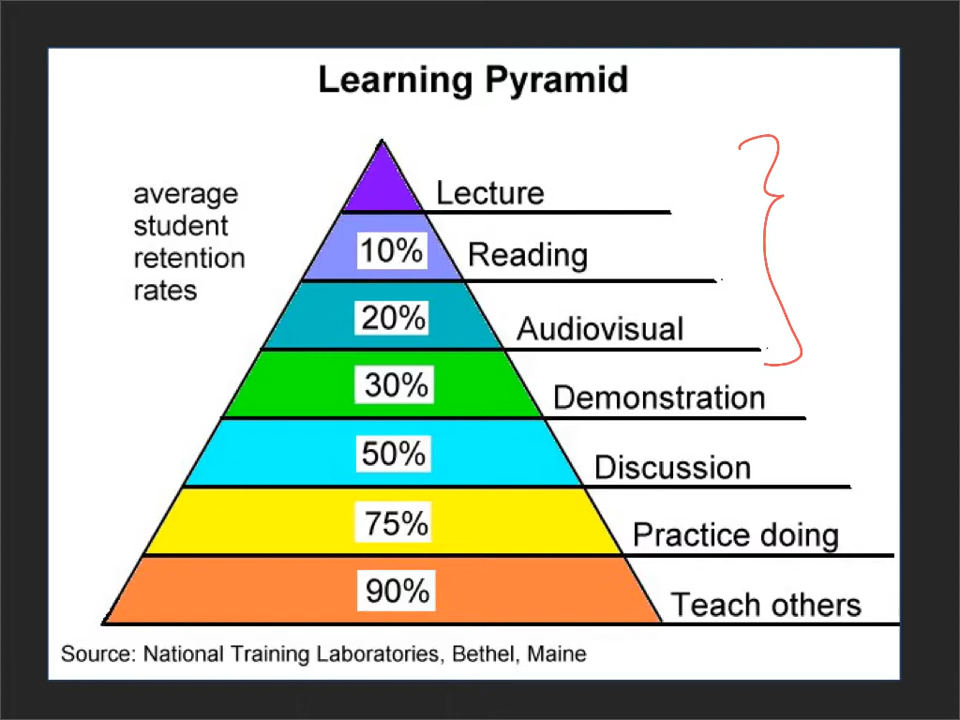 Learning Pyramid
average
student
retention
rates
Lecture
10% Reading
20% Audiovisual
30% Demonstration
50% Discussion
75% Practice doing
90% Teach others
Source: National Training Laboratories, Bethel, Maine